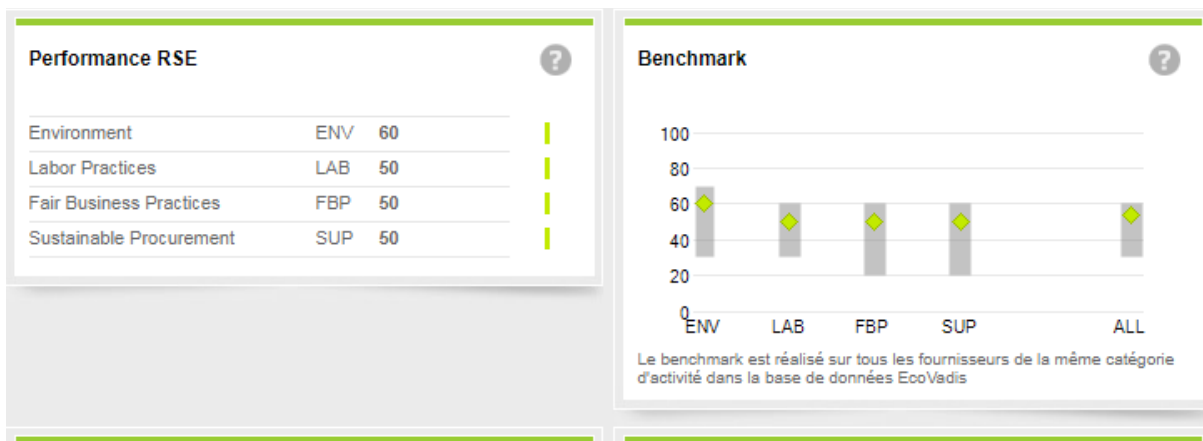 Performance RSE
?
Environment ENV 60
Labor Practices LAB 50
Fair Business Practices FBP 50
Sustainable Procurement SUP 50
Benchmark
?
100
80
60
40
20
0
ENV LAB FBP SUP ALL
Le benchmark est réalisé sur tous les fournisseurs de la même catégorie
d'activité dans la base de données EcoVadis